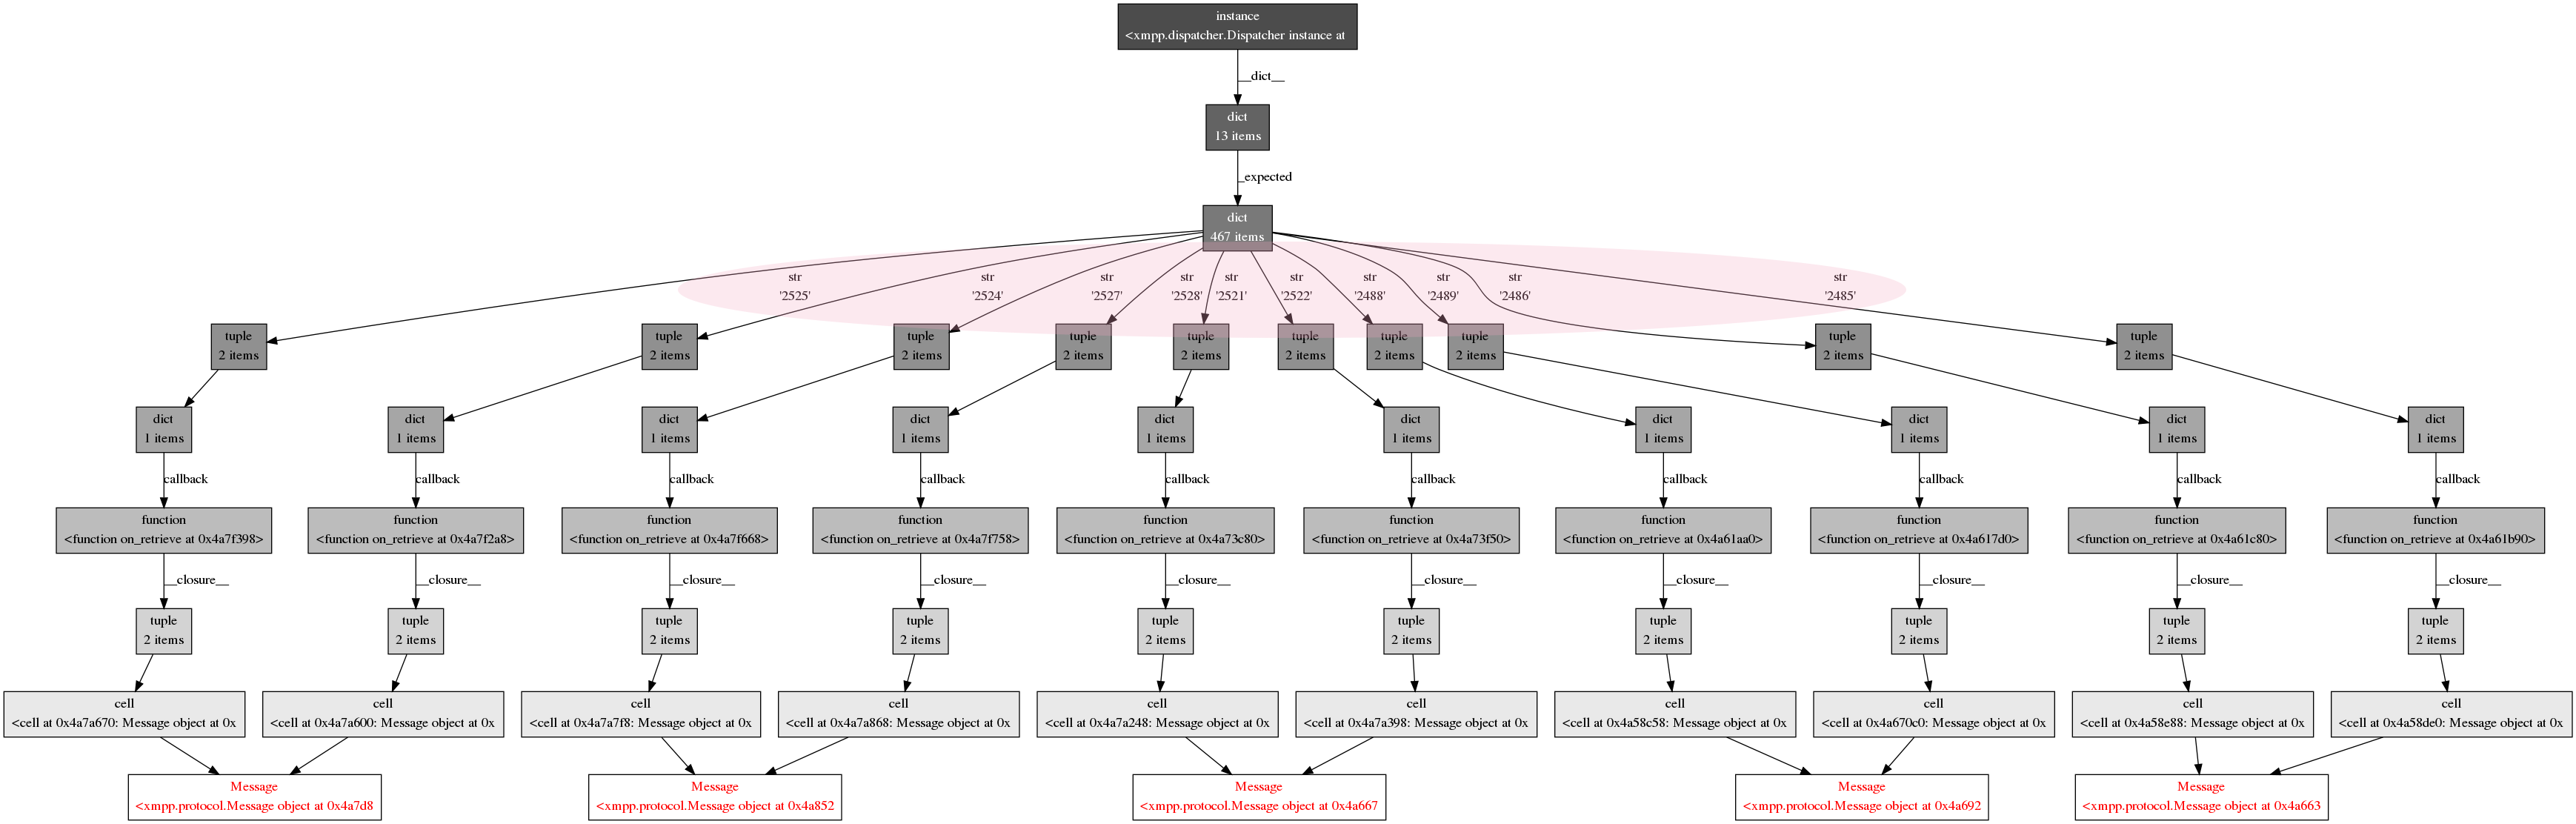 instance
<xmpp.dispatcher.Dispatcher instance at
__dict__
dict
13 items
_expected
dict
467 items
str str str str str str str str str str
'2525' '2524' '2527' '2528' '2521' '2522' '2488' '2489' '2486' '2485'
tuple tuple tuple tuple tuple tuple tuple tuple tuple tuple
2 items 2 items 2 items 2 items 2 items 2 items 2 items 2 items 2 items 2 items
dict dict dict dict dict dict dict dict dict dict
1 items 1 items 1 items 1 items 1 items 1 items 1 items 1 items 1 items 1 items
callback callback callback callback callback callback callback callback callback callback
function function function function function function function function function function
<function on_retrieve at 0x4a7f398> <function on_retrieve at 0x4a7f2a8> <function on_retrieve at 0x4a7f668> <function on_retrieve at 0x4a7f758> <function on_retrieve at 0x4a73c80> <function on_retrieve at 0x4a73f50> <function on_retrieve at 0x4a61aa0> <function on_retrieve at 0x4a617d0> <function on_retrieve at 0x4a61c80> <function on_retrieve at 0x4a61b90>
__closure__ __closure__ __closure__ __closure__ __closure__ __closure__ __closure__ __closure__ __closure__ __closure__
tuple tuple tuple tuple tuple tuple tuple tuple tuple tuple
2 items 2 items 2 items 2 items 2 items 2 items 2 items 2 items 2 items 2 items
cell cell cell cell cell cell cell cell cell cell
<cell at 0x4a7a670: Message object at 0x <cell at 0x4a7a600: Message object at 0x <cell at 0x4a7a7f8: Message object at 0x <cell at 0x4a7a868: Message object at 0x <cell at 0x4a7a248: Message object at 0x <cell at 0x4a7a398: Message object at 0x <cell at 0x4a58c58: Message object at 0x <cell at 0x4a670c0: Message object at 0x <cell at 0x4a58e88: Message object at 0x <cell at 0x4a58de0: Message object at 0x
Message Message Message Message Message
<xmpp.protocol.Message object at 0x4a7d8 <xmpp.protocol.Message object at 0x4a852 <xmpp.protocol.Message object at 0x4a667 <xmpp.protocol.Message object at 0x4a692 <xmpp.protocol.Message object at 0x4a663